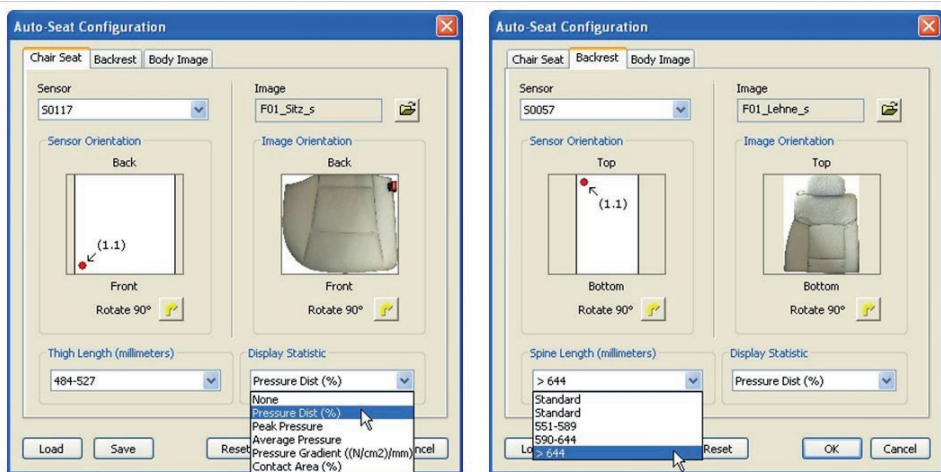 Auto-Seat Configuration
Chair Seat Backrest Body Image
Sensor Image
S0117 F01_Sitz_s
Sensor Orientation Image Orientation
Back Back
(1.1)
Front Front
Rotate 90° Rotate 90°
Thigh Length (millimeters) Display Statistic
484-527 Pressure Dist (%)
None
Pressure Dist (%)
Peak Pressure
Average Pressure
Pressure Gradient ((N/cm2)/mm)
Contact Area (%)
Load Save Reset ncel
Auto-Seat Configuration
Chair Seat Backrest Body Image
Sensor Image
S0057 F01_Lehne_s
Sensor Orientation Image Orientation
Top Top
(1.1)
Bottom Bottom
Rotate 90° Rotate 90°
Spine Length (millimeters) Display Statistic
> 644 Pressure Dist (%)
Standard
Standard
551-589
590-644
> 644
Lo Reset OK Cancel